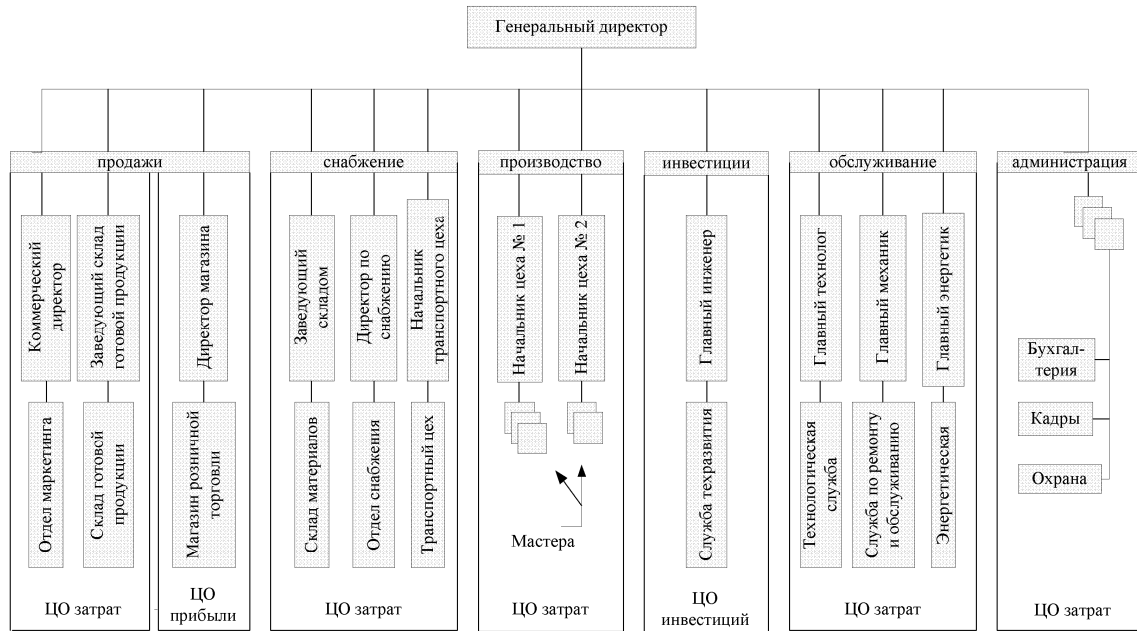 Генеральный директор
продажи
снабжение
производство
инвестиции
обслуживание
администрация
Коммерческий
директор
Заведующий склад
готовой продукции
Директор магазина
Заведующий
складом
Директор по
снабжению
Начальник
транспортного цеха
Начальник цеха № 1
Начальник цеха № 2
Главный инженер
Главный технолог
Главный механик
Главный энергетик
Бухгал-
терия
Кадры
Охрана
Отдел маркетинга
Склад готовой
продукции
Магазин розничной
торговли
Склад материалов
Отдел снабжения
Транспортный цех
Мастера
Служба техразвития
Технологическая
служба
Служба по ремонту
и обслуживанию
Энергетическая
ЦО затрат
ЦО
прибыли
ЦО затрат
ЦО затрат
ЦО
инвестиций
ЦО затрат
ЦО затрат